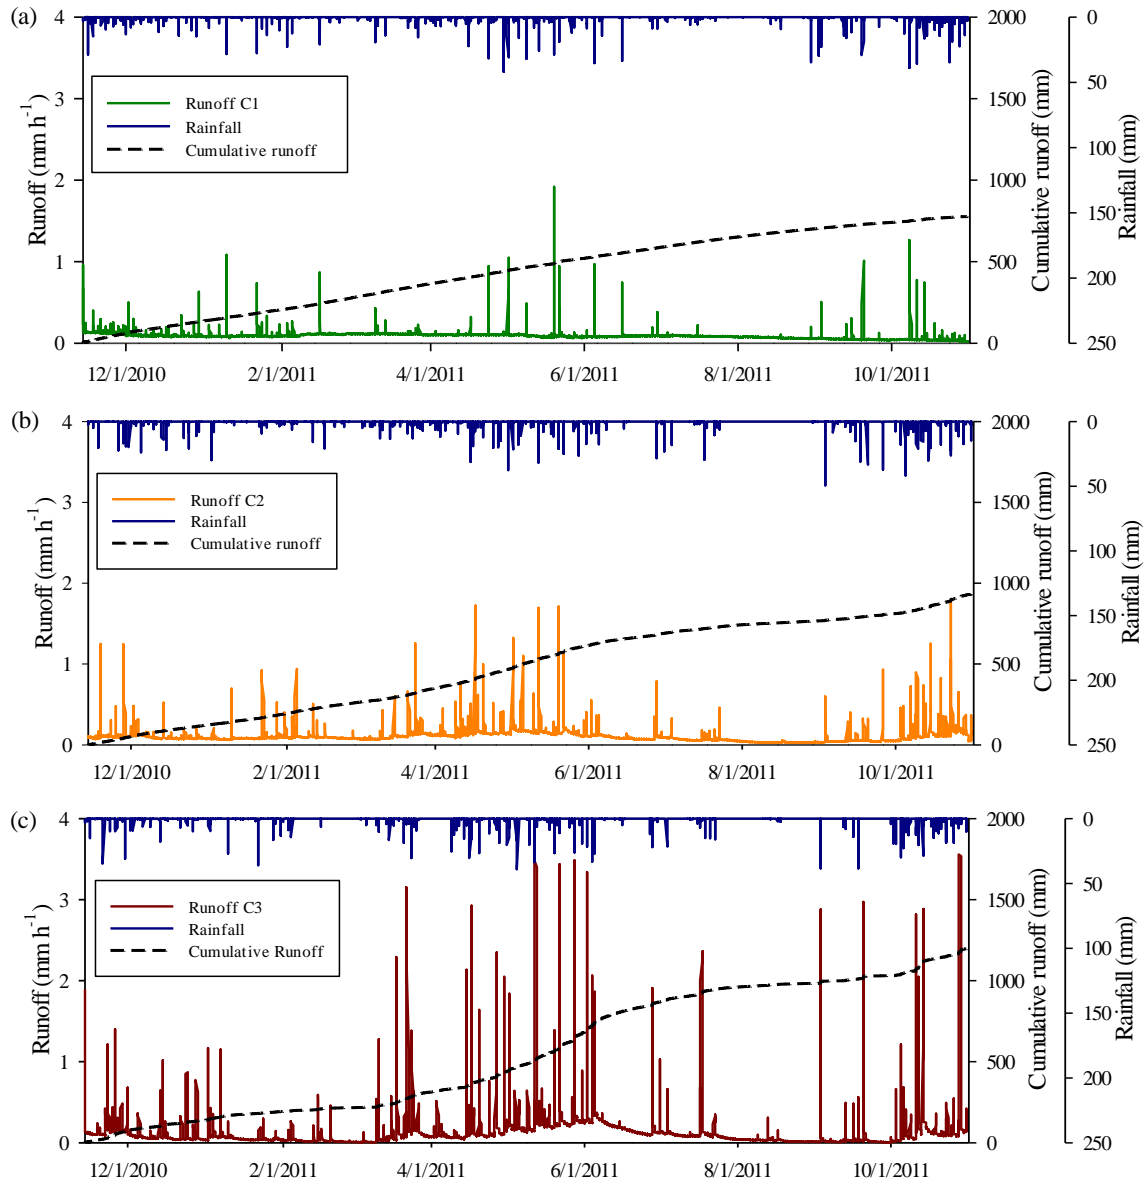 (a)
4
3
2
1
0
Runoff (mm h-1)
Runoff C1
Rainfall
Cumulative runoff
2000
1500
1000
500
0
Cumulative runoff (mm)
0
50
100
150
200
250
Rainfall (mm)
12/1/2010 2/1/2011 4/1/2011 6/1/2011 8/1/2011 10/1/2011
(b)
4
3
2
1
0
Runoff (mm h-1)
Runoff C2
Rainfall
Cumulative runoff
2000
1500
1000
500
0
Cumulative runoff (mm)
0
50
100
150
200
250
Rainfall (mm)
12/1/2010 2/1/2011 4/1/2011 6/1/2011 8/1/2011 10/1/2011
(c)
4
3
2
1
0
Runoff (mm h-1)
Runoff C3
Rainfall
Cumulative Runoff
2000
1500
1000
500
0
Cumulative runoff (mm)
0
50
100
150
200
250
Rainfall (mm)
12/1/2010 2/1/2011 4/1/2011 6/1/2011 8/1/2011 10/1/2011